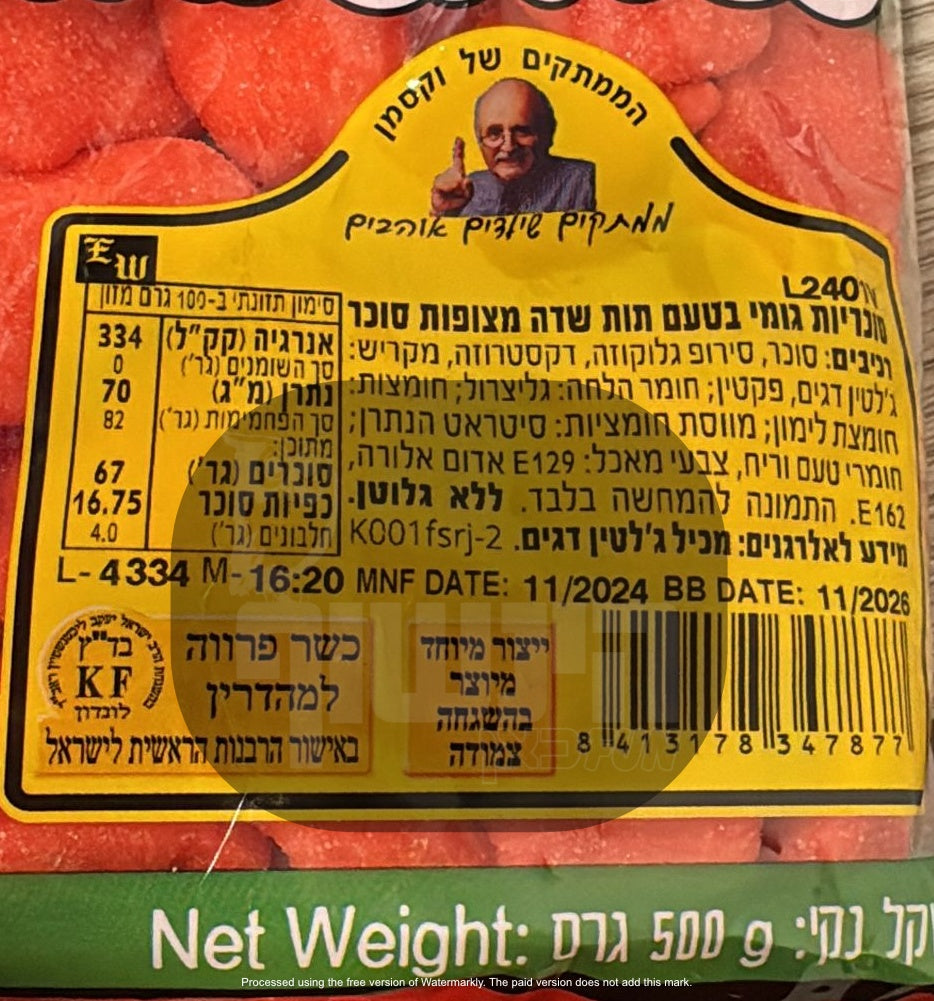 הממתקים של וקסמן
ממתקים שילדים אוהבים
EW
L240
סוכריות גומי בטעם תות שדה מצופות סוכר
רכיבים: סוכר, סירופ גלוקוזה, דקסטרוזה, מקריש:
ג'לטין דגים, פקטין; חומר הלחה: גליצרול; חומצות:
חומצת לימון; מווסת חומציות: סיטראט הנתרן;
חומרי טעם וריח, צבעי מאכל: E129 אדום אלורה,
E162. התמונה להמחשה בלבד. ללא גלוטן.
מידע לאלרגנים: מכיל ג'לטין דגים. K001fsrj-2
סימון תזונתי ב-100 גרם מזון
אנרגיה (קק"ל) 334
סך השומנים (גר') 0
נתרן (מ"ג) 70
סך הפחמימות (גר') 82
מתוכן:
סוכרים (גר') 67
כפיות סוכר 16.75
חלבונים (גר') 4.0
L-4334 M-16:20 MNF DATE: 11/2024 BB DATE: 11/2026
בד"ץ
KF
לונדון
כשר פרווה
למהדרין
באישור הרבנות הראשית לישראל
ייצור מיוחד
מיוצר
בהשגחה
צמודה
8 413178 347877
Net Weight: משקל נקי: 500 g גרם
Processed using the free version of Watermarkly. The paid version does not add this mark.